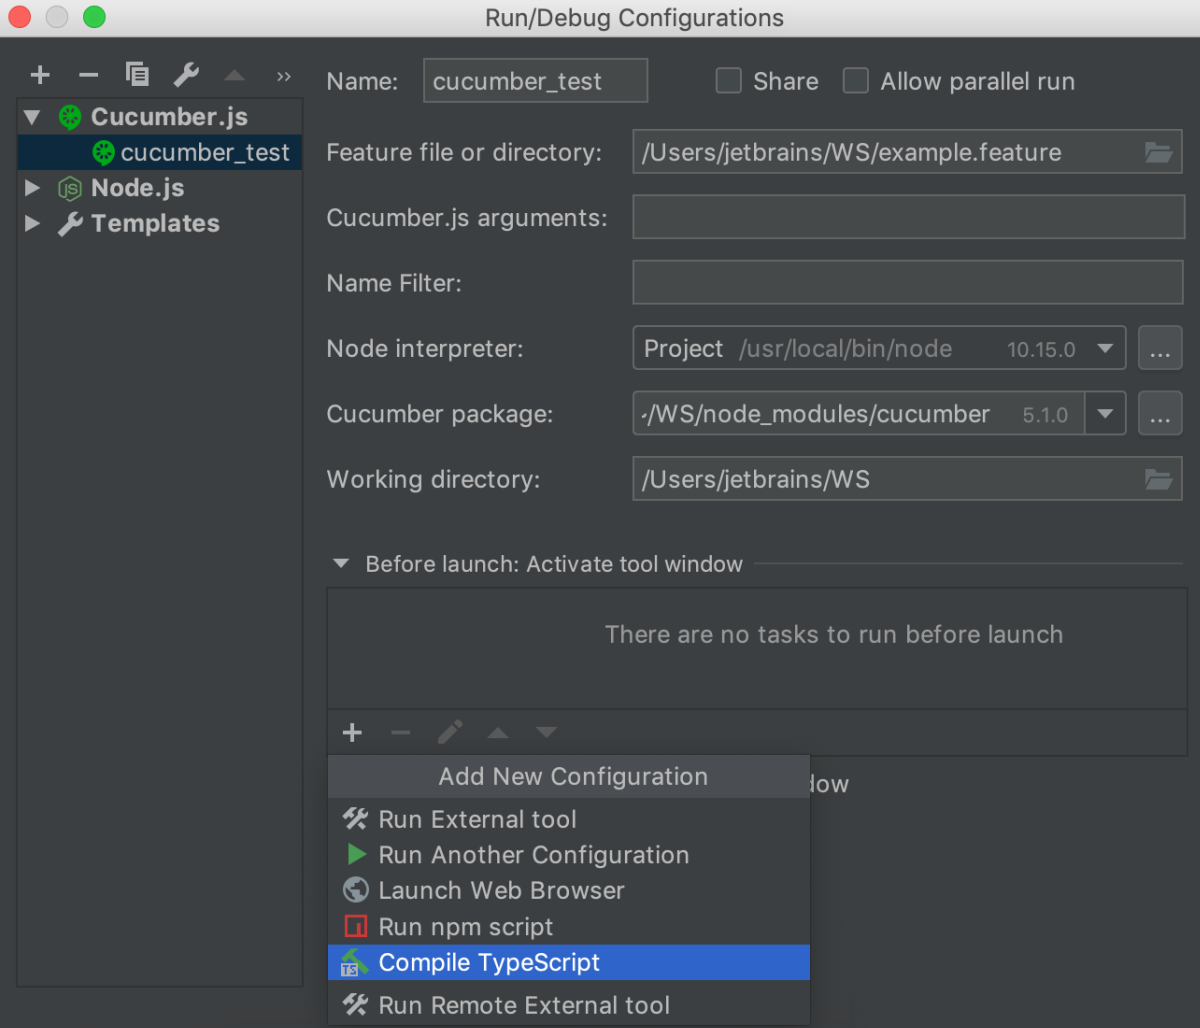 Run/Debug Configurations
Name: cucumber_test Share Allow parallel run
Cucumber.js
cucumber_test
Node.js
Templates
Feature file or directory: /Users/jetbrains/WS/example.feature
Cucumber.js arguments:
Name Filter:
Node interpreter: Project /usr/local/bin/node 10.15.0 ...
Cucumber package: /WS/node_modules/cucumber 5.1.0 ...
Working directory: /Users/jetbrains/WS
Before launch: Activate tool window
There are no tasks to run before launch
Add New Configuration
Run External tool
Run Another Configuration
Launch Web Browser
Run npm script
TS Compile TypeScript
Run Remote External tool